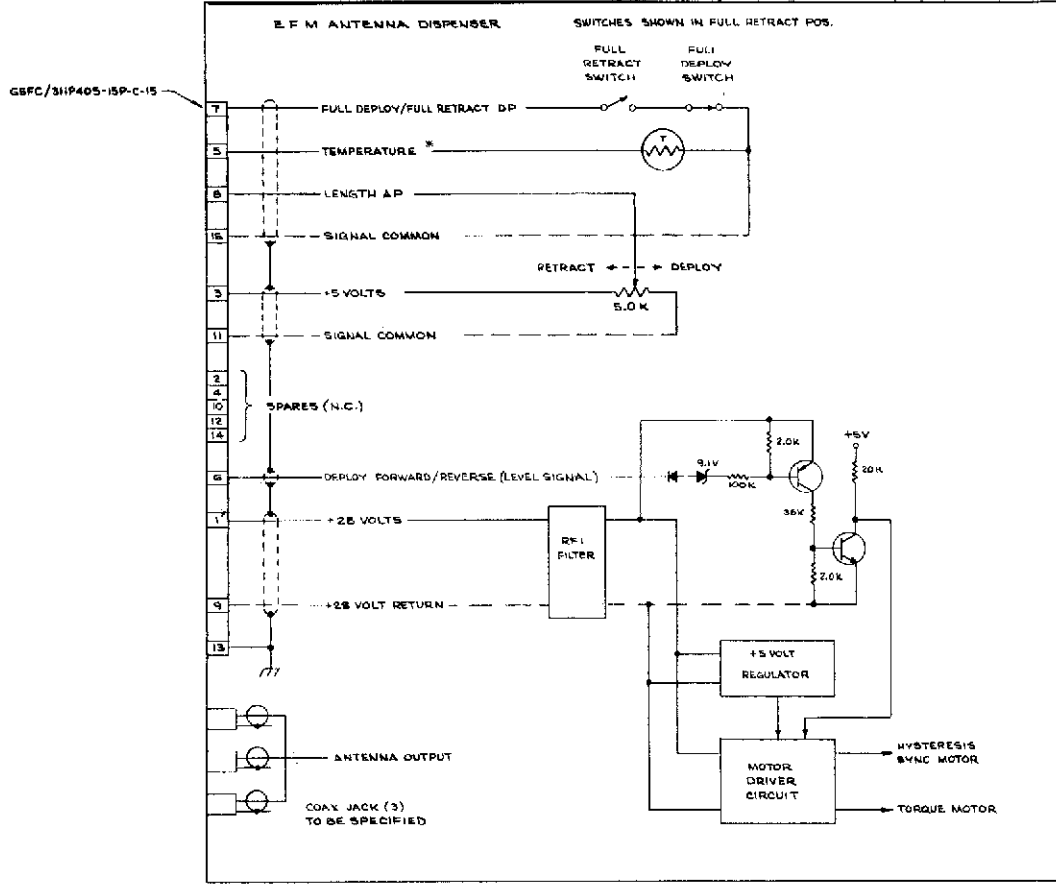 EFM ANTENNA DISPENSER
SWITCHES SHOWN IN FULL RETRACT POS.
FULL
RETRACT
SWITCH
FULL
DEPLOY
SWITCH
7
FULL DEPLOY/FULL RETRACT DP
5
TEMPERATURE *
T
8
LENGTH AP
15
SIGNAL COMMON
RETRACT
DEPLOY
3
+5 VOLTS
5.0 K
11
SIGNAL COMMON
2
4
10
12
14
SPARES (N.C.)
2.0K
+5V
20K
6
DEPLOY FORWARD/REVERSE (LEVEL SIGNAL)
9.1V
100K
36K
1
+28 VOLTS
RFI
FILTER
2.0K
9
+28 VOLT RETURN
13
+5 VOLT
REGULATOR
ANTENNA OUTPUT
MOTOR
DRIVER
CIRCUIT
HYSTERESIS
SYNC MOTOR
TORQUE MOTOR
COAX JACK (3)
TO BE SPECIFIED